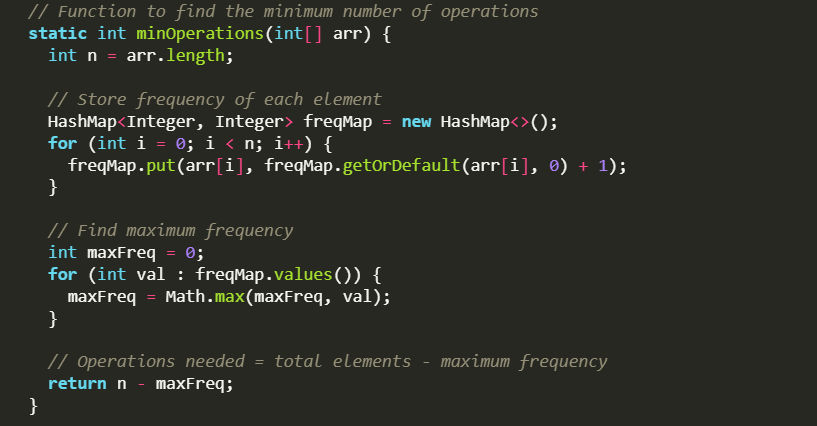 // Function to find the minimum number of operations
static int minOperations(int[] arr) {
  int n = arr.length;

  // Store frequency of each element
  HashMap<Integer, Integer> freqMap = new HashMap<>();
  for (int i = 0; i < n; i++) {
    freqMap.put(arr[i], freqMap.getOrDefault(arr[i], 0) + 1);
  }

  // Find maximum frequency
  int maxFreq = 0;
  for (int val : freqMap.values()) {
    maxFreq = Math.max(maxFreq, val);
  }

  // Operations needed = total elements - maximum frequency
  return n - maxFreq;
}